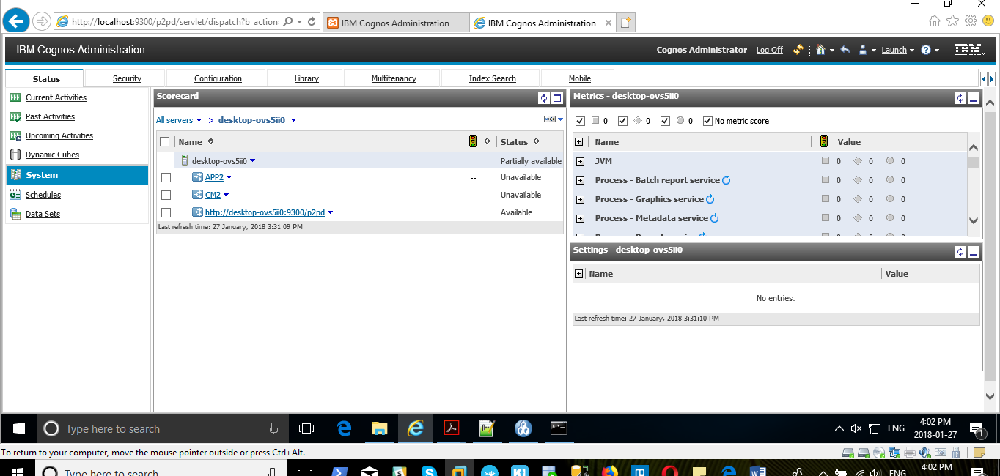 http://localhost:9300/p2pd/servlet/dispatch?b_action:
IBM Cognos Administration
IBM Cognos Administration
IBM Cognos Administration
Cognos Administrator Log Off Launch IBM.
Status Security Configuration Library Multitenancy Index Search Mobile
Current Activities
Past Activities
Upcoming Activities
Dynamic Cubes
System
Schedules
Data Sets
Scorecard
All servers > desktop-ovs5ii0
Name Status
desktop-ovs5ii0 Partially available
APP2 -- Unavailable
CM2 -- Unavailable
http://desktop-ovs5ii0:9300/p2pd Available
Last refresh time: 27 January, 2018 3:31:09 PM
Metrics - desktop-ovs5ii0
0 0 0 No metric score
Name Value
JVM 0 0 0
Process - Batch report service 0 0 0
Process - Graphics service 0 0 0
Process - Metadata service 0 0 0
Settings - desktop-ovs5ii0
Name Value
No entries.
Last refresh time: 27 January, 2018 3:31:10 PM
Type here to search
ENG
4:02 PM
2018-01-27
1
To return to your computer, move the mouse pointer outside or press Ctrl+Alt.
Type here to search
ENG
4:02 PM